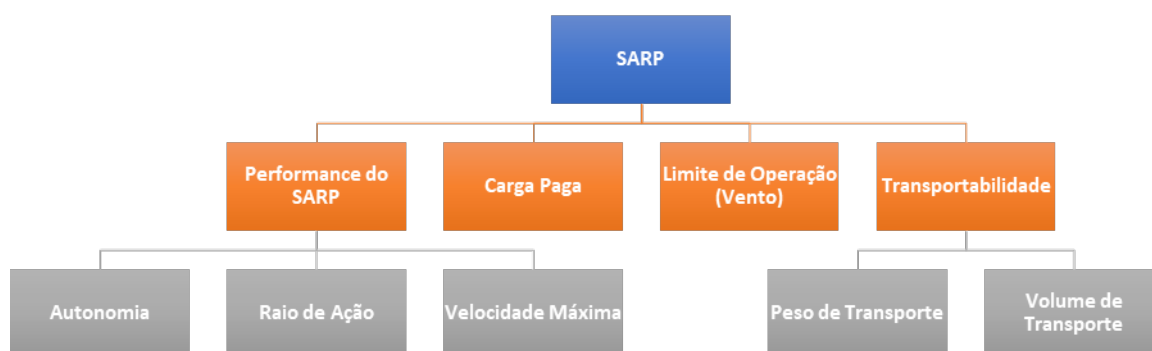 SARP
Performance do
SARP
Carga Paga
Limite de Operação
(Vento)
Transportabilidade
Autonomia
Raio de Ação
Velocidade Máxima
Peso de Transporte
Volume de
Transporte